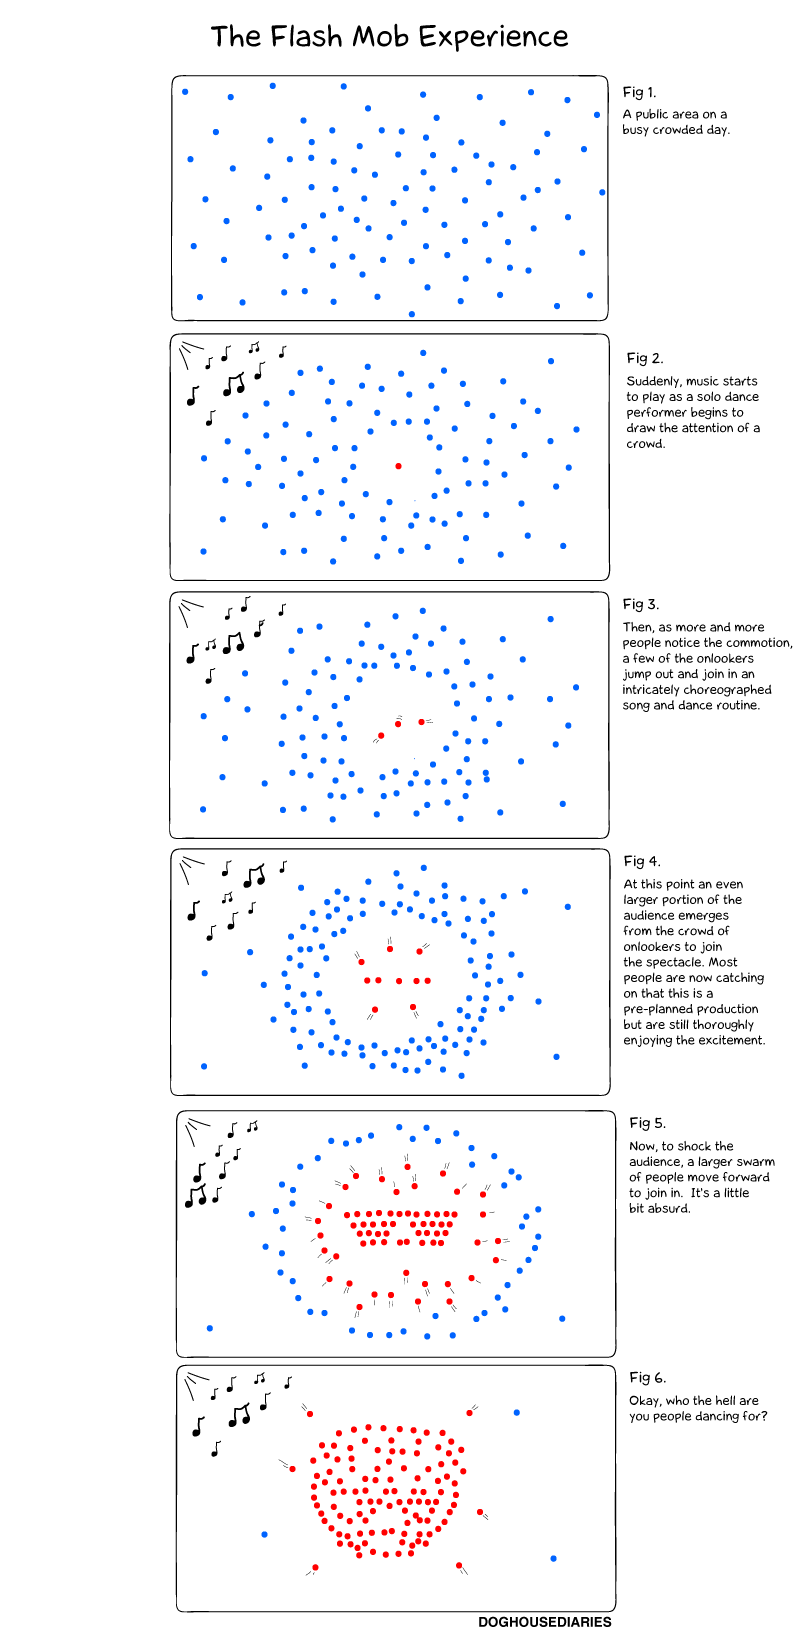 The Flash Mob Experience
Fig 1.
A public area on a
busy crowded day.
Fig 2.
Suddenly, music starts
to play as a solo dance
performer begins to
draw the attention of a
crowd.
Fig 3.
Then, as more and more
people notice the commotion,
a few of the onlookers
jump out and join in an
intricately choreographed
song and dance routine.
Fig 4.
At this point an even
larger portion of the
audience emerges
from the crowd of
onlookers to join
the spectacle. Most
people are now catching
on that this is a
pre-planned production
but are still thoroughly
enjoying the excitement.
Fig 5.
Now, to shock the
audience, a larger swarm
of people move forward
to join in. It's a little
bit absurd.
Fig 6.
Okay, who the hell are
you people dancing for?
DOGHOUSEDIARIES